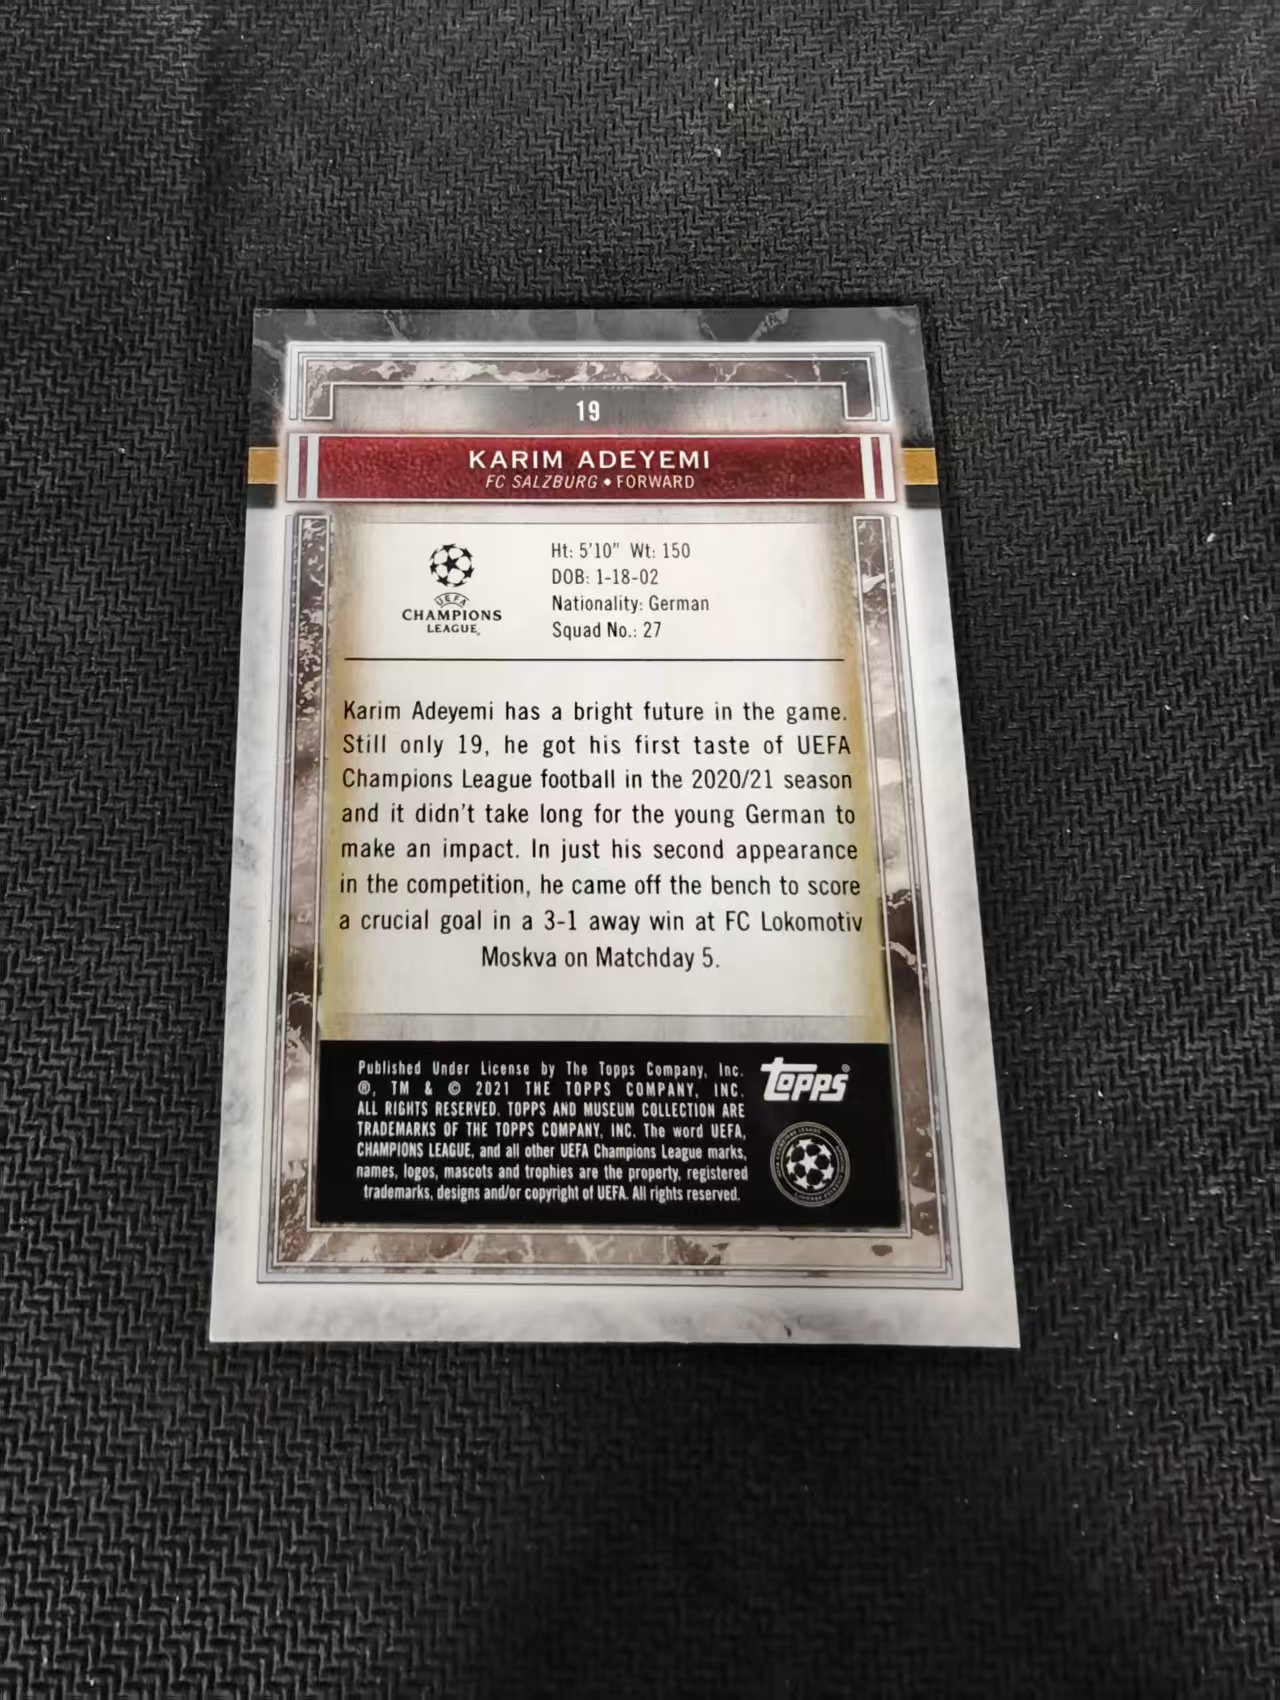 19
KARIM ADEYEMI
FC SALZBURG • FORWARD
UEFA
CHAMPIONS
LEAGUE
Ht: 5'10" Wt: 150
DOB: 1-18-02
Nationality: German
Squad No.: 27
Karim Adeyemi has a bright future in the game.
Still only 19, he got his first taste of UEFA
Champions League football in the 2020/21 season
and it didn't take long for the young German to
make an impact. In just his second appearance
in the competition, he came off the bench to score
a crucial goal in a 3-1 away win at FC Lokomotiv
Moskva on Matchday 5.
Published Under License by The Topps Company, Inc.
®, TM & © 2021 THE TOPPS COMPANY, INC.
ALL RIGHTS RESERVED. TOPPS AND MUSEUM COLLECTION ARE
TRADEMARKS OF THE TOPPS COMPANY, INC. The word UEFA,
CHAMPIONS LEAGUE, and all other UEFA Champions League marks,
names, logos, mascots and trophies are the property, registered
trademarks, designs and/or copyright of UEFA. All rights reserved.
topps®